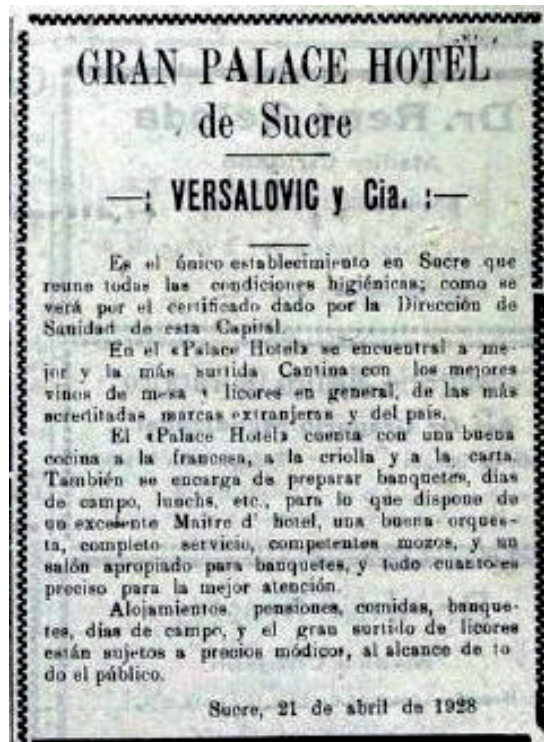 GRAN PALACE HOTEL
de Sucre
—: VERSALOVIC y Cia. :—
Es el único establecimiento en Sucre que
reune todas las condiciones higiénicas; como se
verá por el certificado dado por la Dirección de
Sanidad de esta Capital.
En el «Palace Hotel» se encuentral a me-
jor y la más surtida Cantina con los mejores
vinos de mesa y licores en general, de las más
acreditadas marcas extranjeras y del país.
El «Palace Hotel» cuenta con una buena
cocina a la francesa, a la criolla y a la carta.
También se encarga de preparar banquetes, días
de campo, lunchs, etc., para lo que dispone de
un excelente Maitre d' hotel, una buena orques-
ta, completo servicio, competentes mozos, y un
salón apropiado para banquetes, y todo cuanto es
preciso para la mejor atención.
Alojamientos, pensiones, comidas, banque-
tes, días de campo, y el gran surtido de licores
están sujetos a precios módicos, al alcance de to
do el público.
Sucre, 21 de abril de 1928